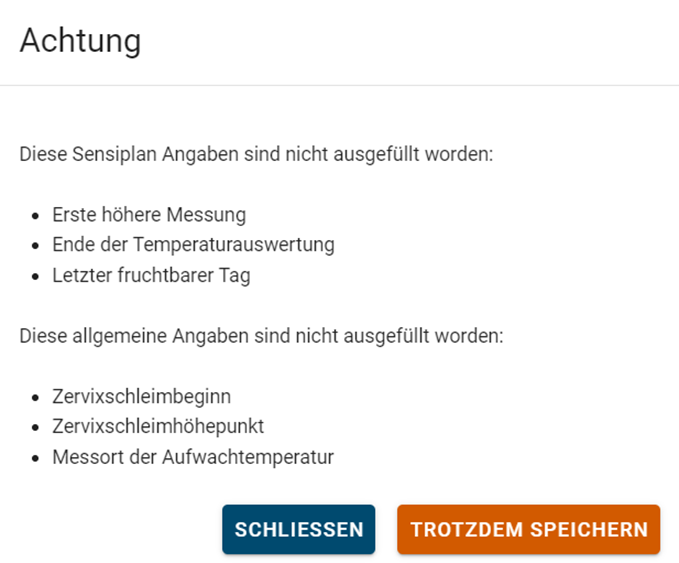 Achtung
Diese Sensiplan Angaben sind nicht ausgefüllt worden:
• Erste höhere Messung
• Ende der Temperaturauswertung
• Letzter fruchtbarer Tag
Diese allgemeine Angaben sind nicht ausgefüllt worden:
• Zervixschleimbeginn
• Zervixschleimhöhepunkt
• Messort der Aufwachtemperatur
SCHLIESSEN TROTZDEM SPEICHERN